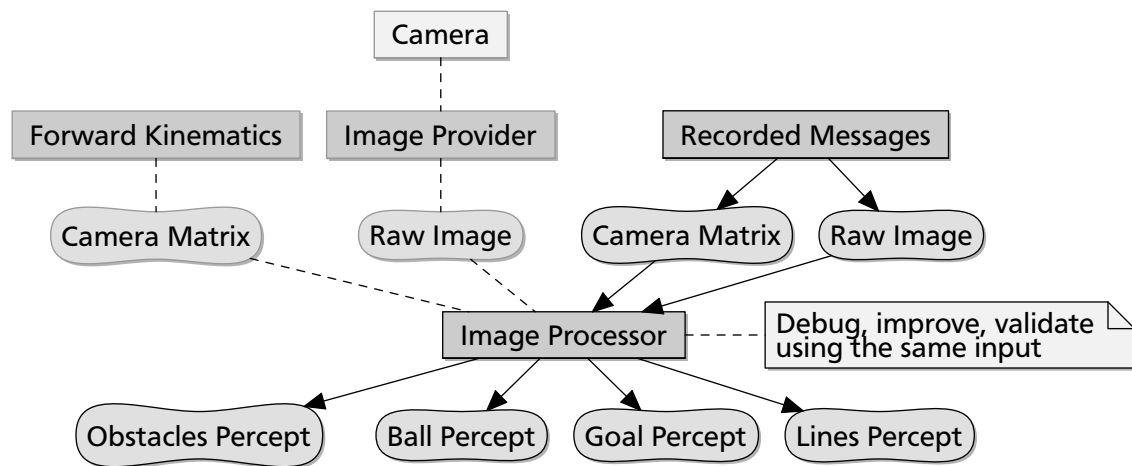 Camera
Forward Kinematics
Image Provider
Recorded Messages
Camera Matrix
Raw Image
Camera Matrix
Raw Image
Image Processor
Debug, improve, validate
using the same input
Obstacles Percept
Ball Percept
Goal Percept
Lines Percept